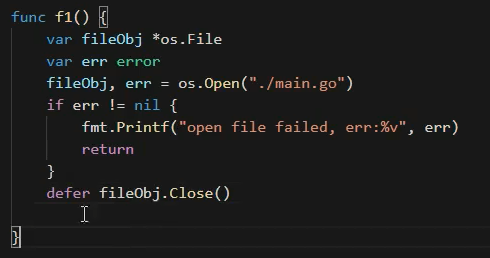 func f1() {
    var fileObj *os.File
    var err error
    fileObj, err = os.Open("./main.go")
    if err != nil {
        fmt.Printf("open file failed, err:%v", err)
        return
    }
    defer fileObj.Close()
}